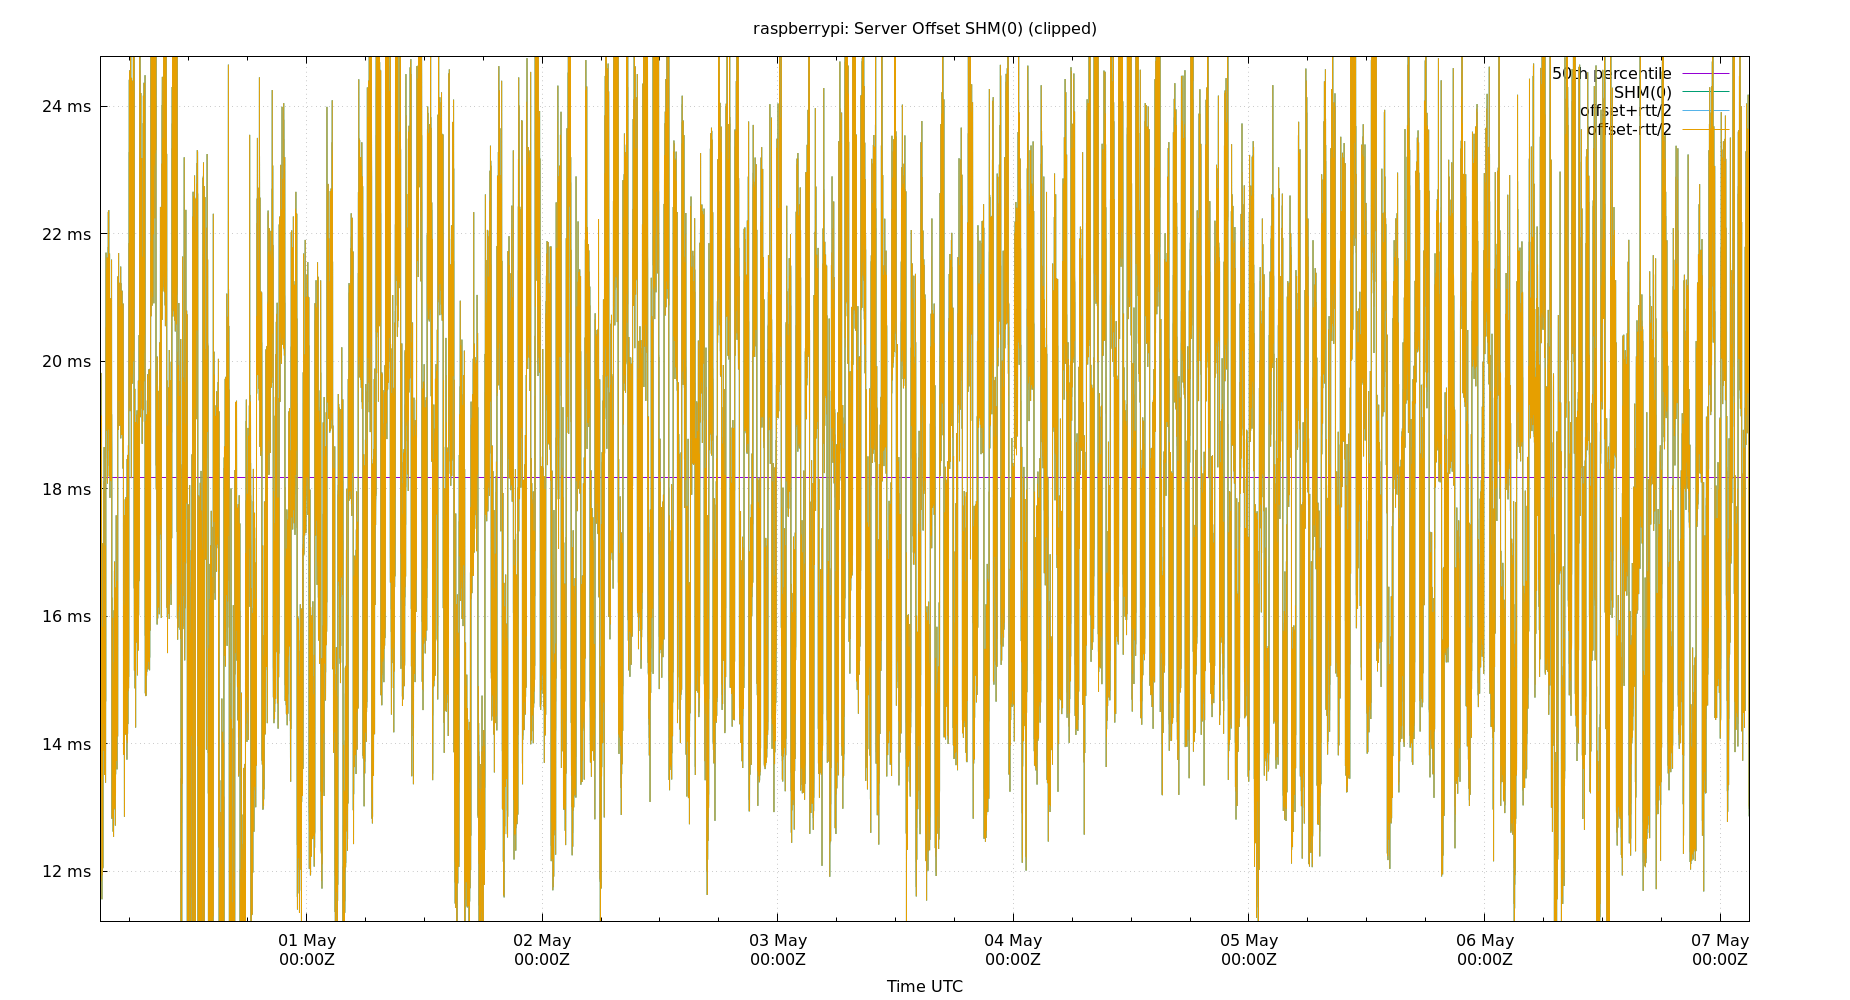 raspberrypi: Server Offset SHM(0) (clipped)
50th percentile
SHM(0)
offset+rtt/2
offset-rtt/2
24 ms
22 ms
20 ms
18 ms
16 ms
14 ms
12 ms
01 May 02 May 03 May 04 May 05 May 06 May 07 May
00:00Z 00:00Z 00:00Z 00:00Z 00:00Z 00:00Z 00:00Z
Time UTC